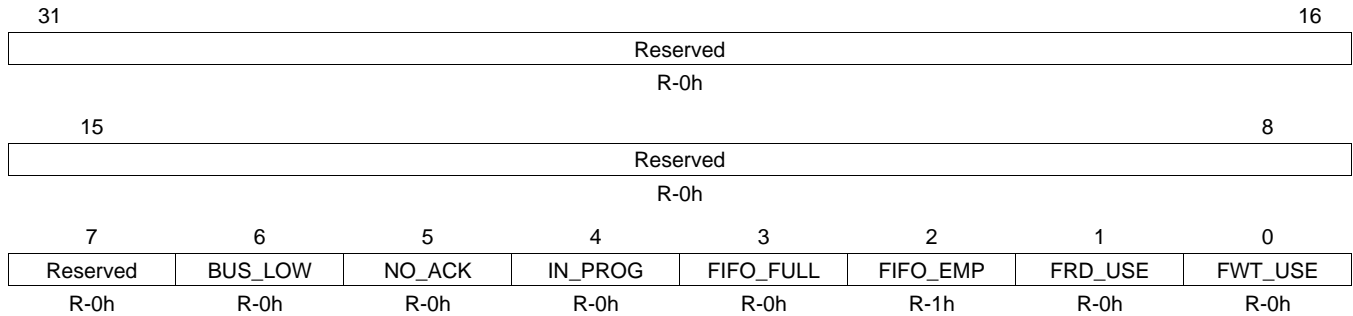 31 16
Reserved
R-0h
15 8
Reserved
R-0h
7 6 5 4 3 2 1 0
Reserved BUS_LOW NO_ACK IN_PROG FIFO_FULL FIFO_EMP FRD_USE FWT_USE
R-0h R-0h R-0h R-0h R-0h R-1h R-0h R-0h